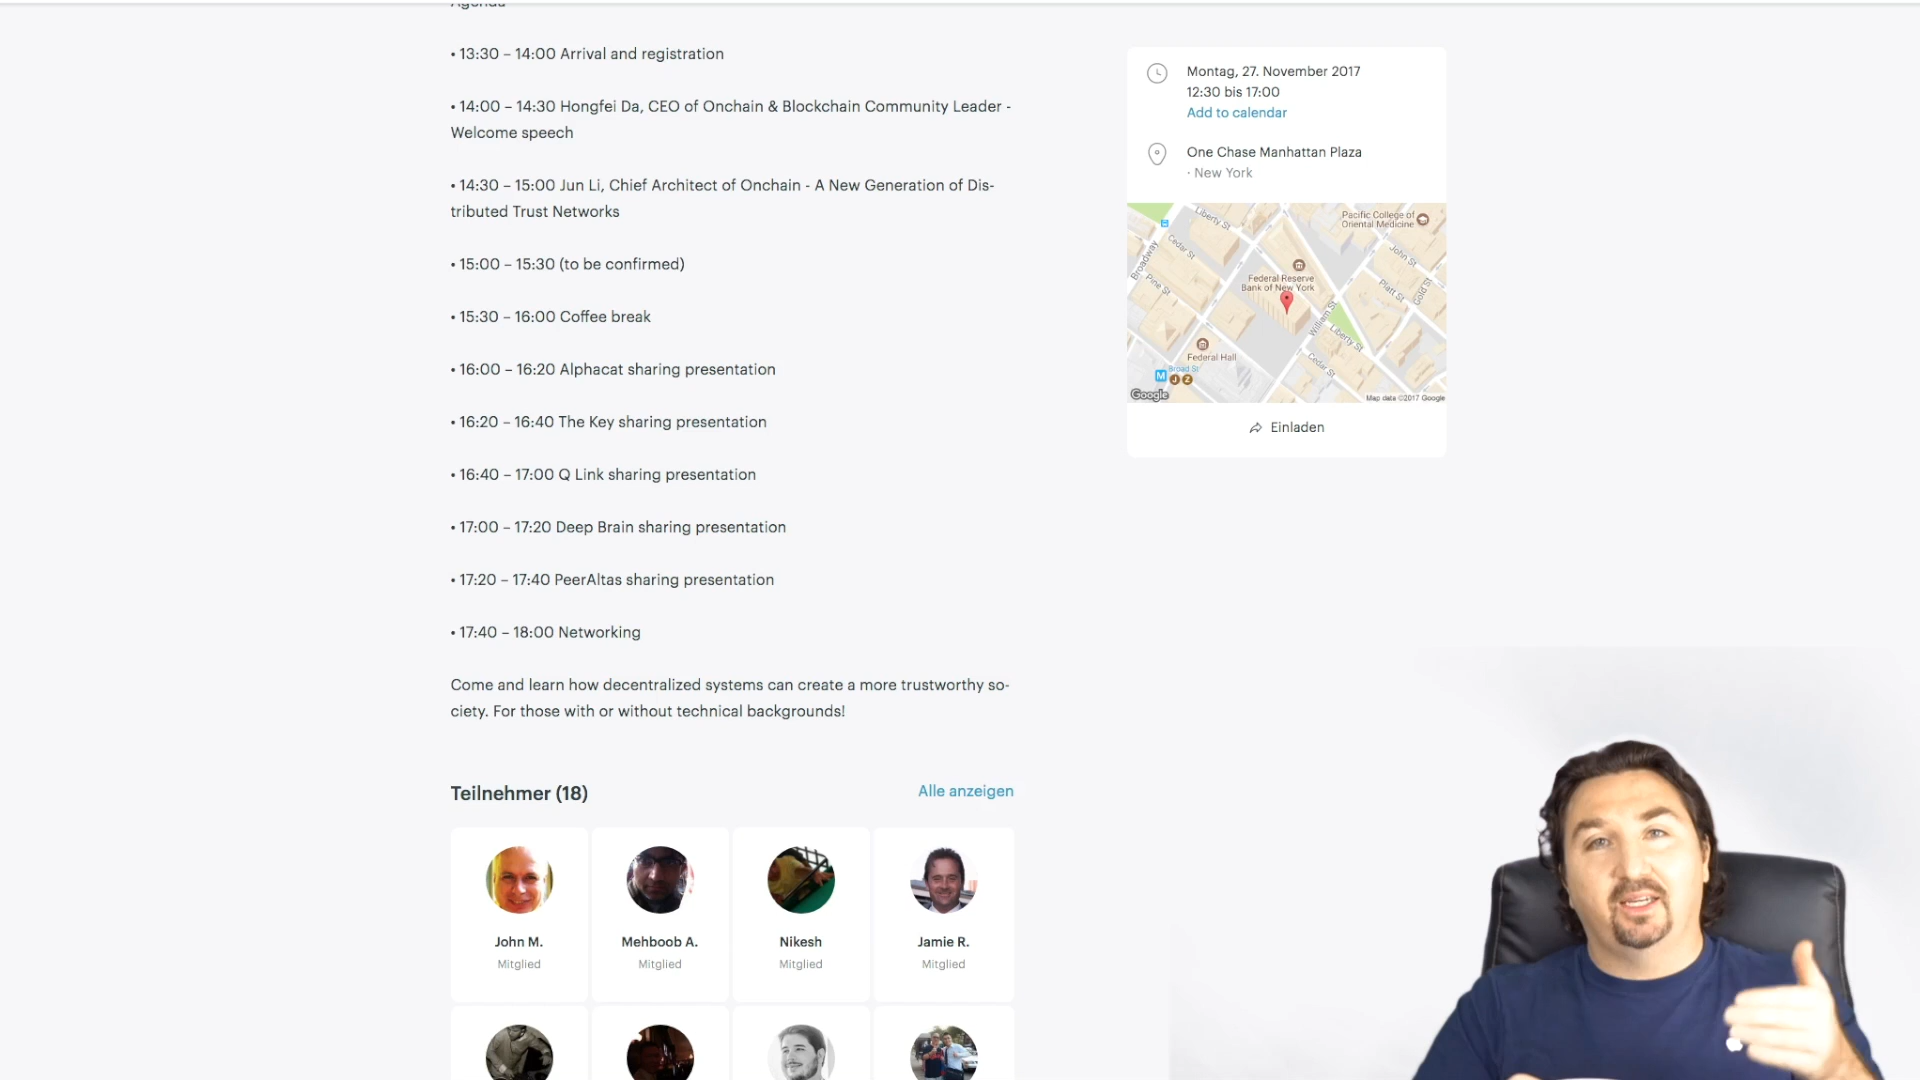 Agenda
• 13:30 – 14:00 Arrival and registration
• 14:00 – 14:30 Hongfei Da, CEO of Onchain & Blockchain Community Leader -
Welcome speech
• 14:30 – 15:00 Jun Li, Chief Architect of Onchain - A New Generation of Dis-
tributed Trust Networks
• 15:00 – 15:30 (to be confirmed)
• 15:30 – 16:00 Coffee break
• 16:00 – 16:20 Alphacat sharing presentation
• 16:20 – 16:40 The Key sharing presentation
• 16:40 – 17:00 Q Link sharing presentation
• 17:00 – 17:20 Deep Brain sharing presentation
• 17:20 – 17:40 PeerAltas sharing presentation
• 17:40 – 18:00 Networking
Come and learn how decentralized systems can create a more trustworthy so-
ciety. For those with or without technical backgrounds!
Teilnehmer (18)
Alle anzeigen
John M.
Mitglied
Mehboob A.
Mitglied
Nikesh
Mitglied
Jamie R.
Mitglied
Montag, 27. November 2017
12:30 bis 17:00
Add to calendar
One Chase Manhattan Plaza
· New York
Liberty St
Pacific College of
Oriental Medicine
Cedar St
Broadway
John St
Pine St
Federal Reserve
Bank of New York
Platt St
Gold St
William St
Liberty St
Federal Hall
Cedar St
Broad St
M J Z
Google
Map data ©2017 Google
Einladen